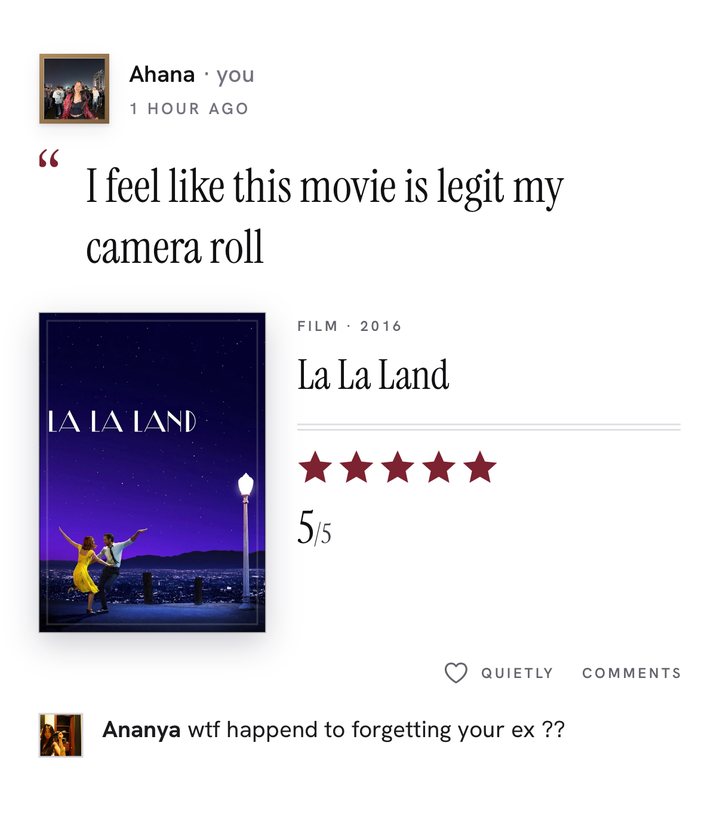 Ahana · you
1 HOUR AGO
“ I feel like this movie is legit my
camera roll
LA LA LAND
FILM · 2016
La La Land
5/5
QUIETLY COMMENTS
Ananya wtf happend to forgetting your ex ??